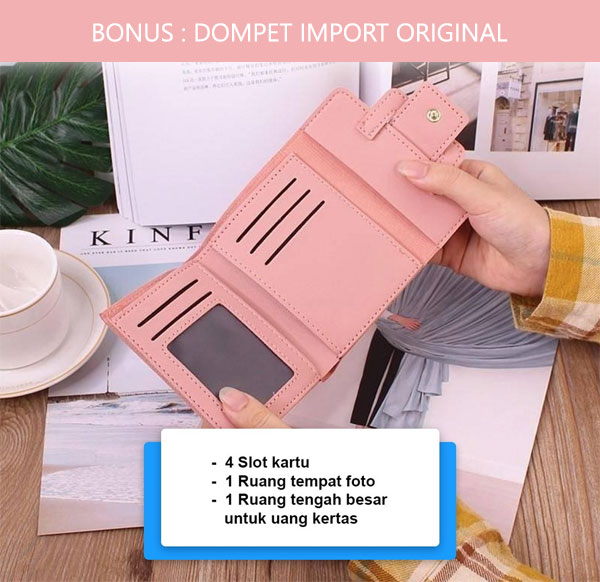 BONUS : DOMPET IMPORT ORIGINAL
KINF
- 4 Slot kartu
- 1 Ruang tempat foto
- 1 Ruang tengah besar
untuk uang kertas